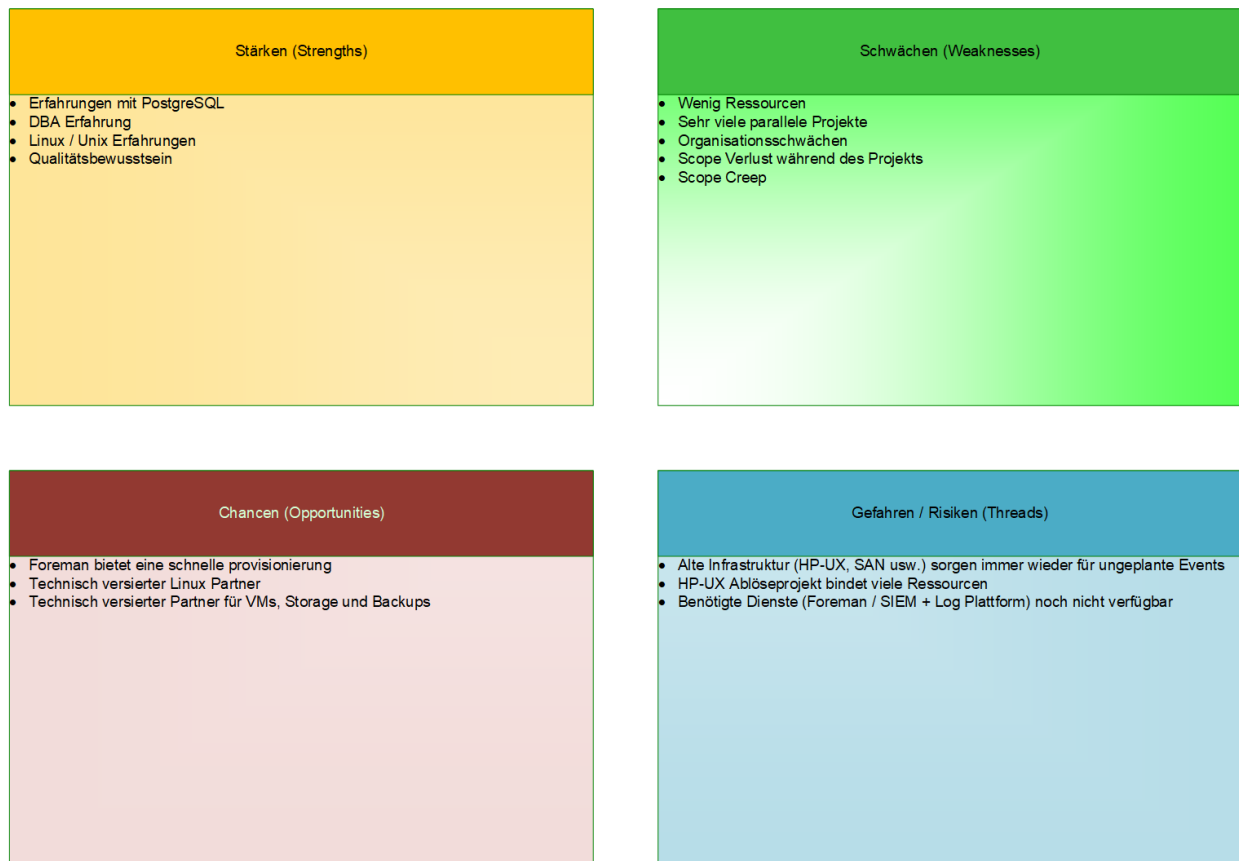 Stärken (Strengths)
• Erfahrungen mit PostgreSQL
• DBA Erfahrung
• Linux / Unix Erfahrungen
• Qualitätsbewusstsein
Schwächen (Weaknesses)
• Wenig Ressourcen
• Sehr viele parallele Projekte
• Organisationsschwächen
• Scope Verlust während des Projekts
• Scope Creep
Chancen (Opportunities)
• Foreman bietet eine schnelle provisionierung
• Technisch versierter Linux Partner
• Technisch versierter Partner für VMs, Storage und Backups
Gefahren / Risiken (Threads)
• Alte Infrastruktur (HP-UX, SAN usw.) sorgen immer wieder für ungeplante Events
• HP-UX Ablöseprojekt bindet viele Ressourcen
• Benötigte Dienste (Foreman / SIEM + Log Plattform) noch nicht verfügbar